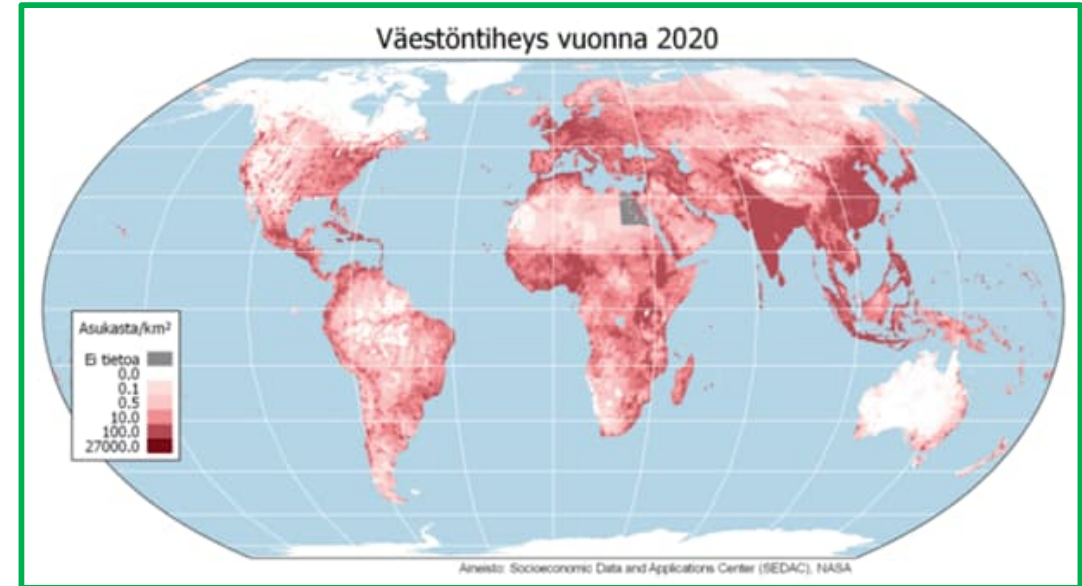 Väestöntiheys vuonna 2020
Asukasta/km²
Ei tietoa
0.0
0.1
0.5
10.0
100.0
27000.0
Aineisto: Socioeconomic Data and Applications Center (SEDAC), NASA